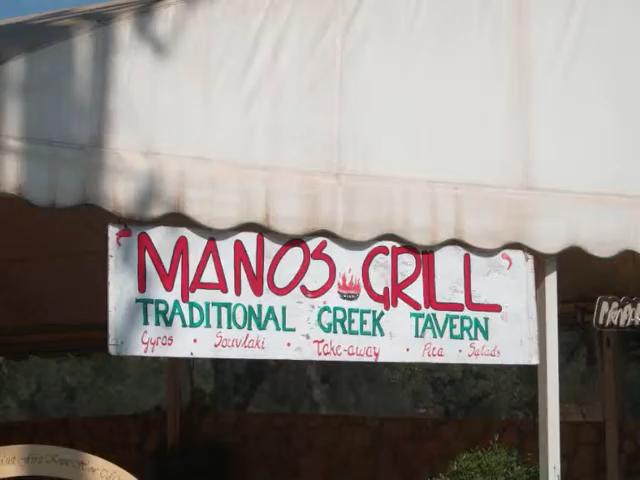 MANOS GRILL
TRADITIONAL GREEK TAVERN
Gyros • Souvlaki • Take-away • Pita • Salads